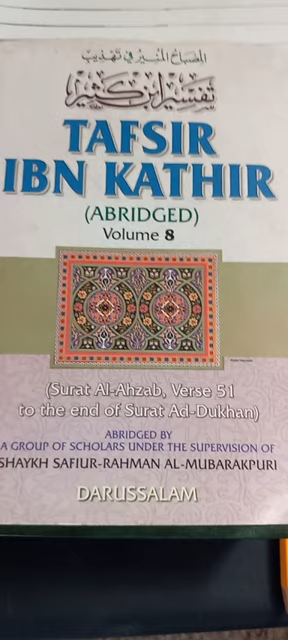 المصباح المنير في تهذيب
تفسير ابن كثير
TAFSIR
IBN KATHIR
(ABRIDGED)
Volume 8
(Surat Al-Ahzab, Verse 51
to the end of Surat Ad-Dukhan)
ABRIDGED BY
A GROUP OF SCHOLARS UNDER THE SUPERVISION OF
SHAYKH SAFIUR-RAHMAN AL-MUBARAKPURI
DARUSSALAM